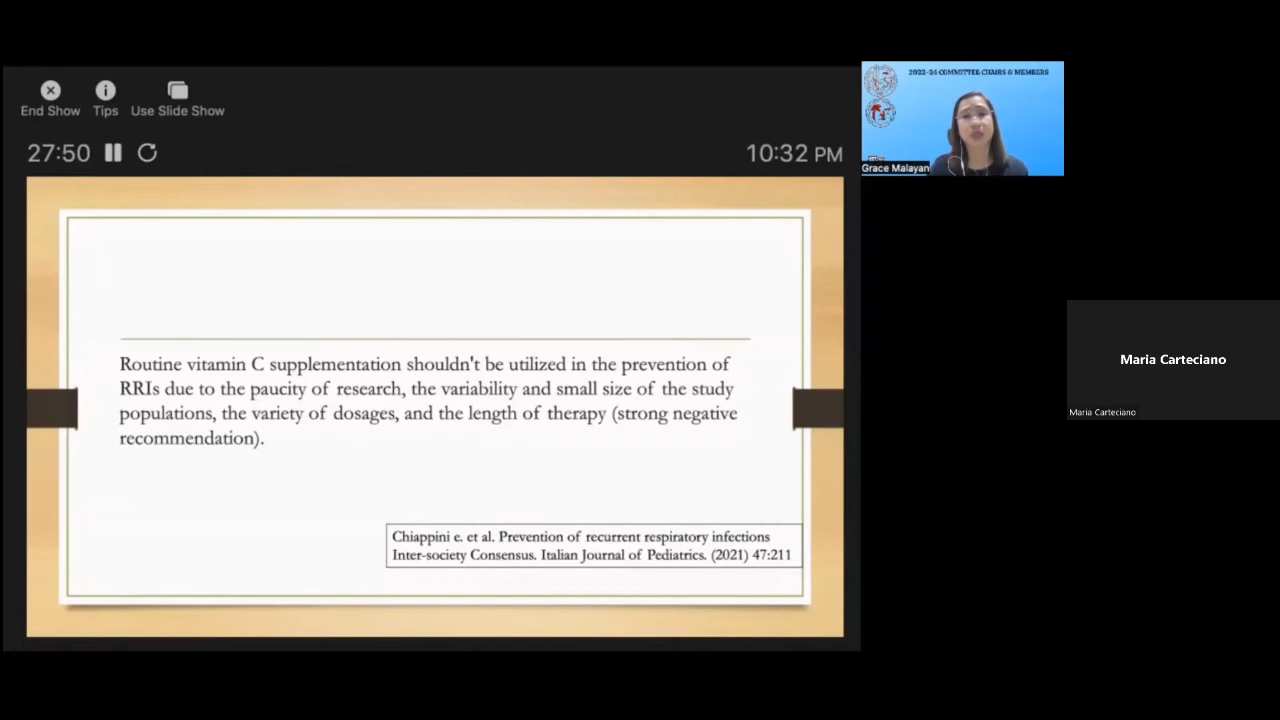 End Show
Tips
Use Slide Show
27:50
10:32 PM
Routine vitamin C supplementation shouldn't be utilized in the prevention of
RRIs due to the paucity of research, the variability and small size of the study
populations, the variety of dosages, and the length of therapy (strong negative
recommendation).
Chiappini e. et al. Prevention of recurrent respiratory infections
Inter-society Consensus. Italian Journal of Pediatrics. (2021) 47:211
2022-24 COMMITTEE CHAIRS & MEMBERS
Grace Malayan
Maria Carteciano
Maria Carteciano